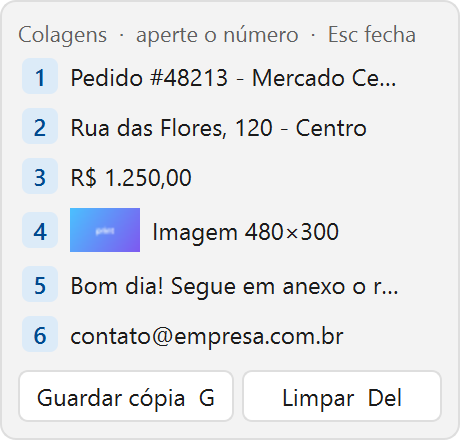 Colagens · aperte o número · Esc fecha
1 Pedido #48213 - Mercado Ce...
2 Rua das Flores, 120 - Centro
3 R$ 1.250,00
4 print Imagem 480×300
5 Bom dia! Segue em anexo o r...
6 contato@empresa.com.br
Guardar cópia G Limpar Del